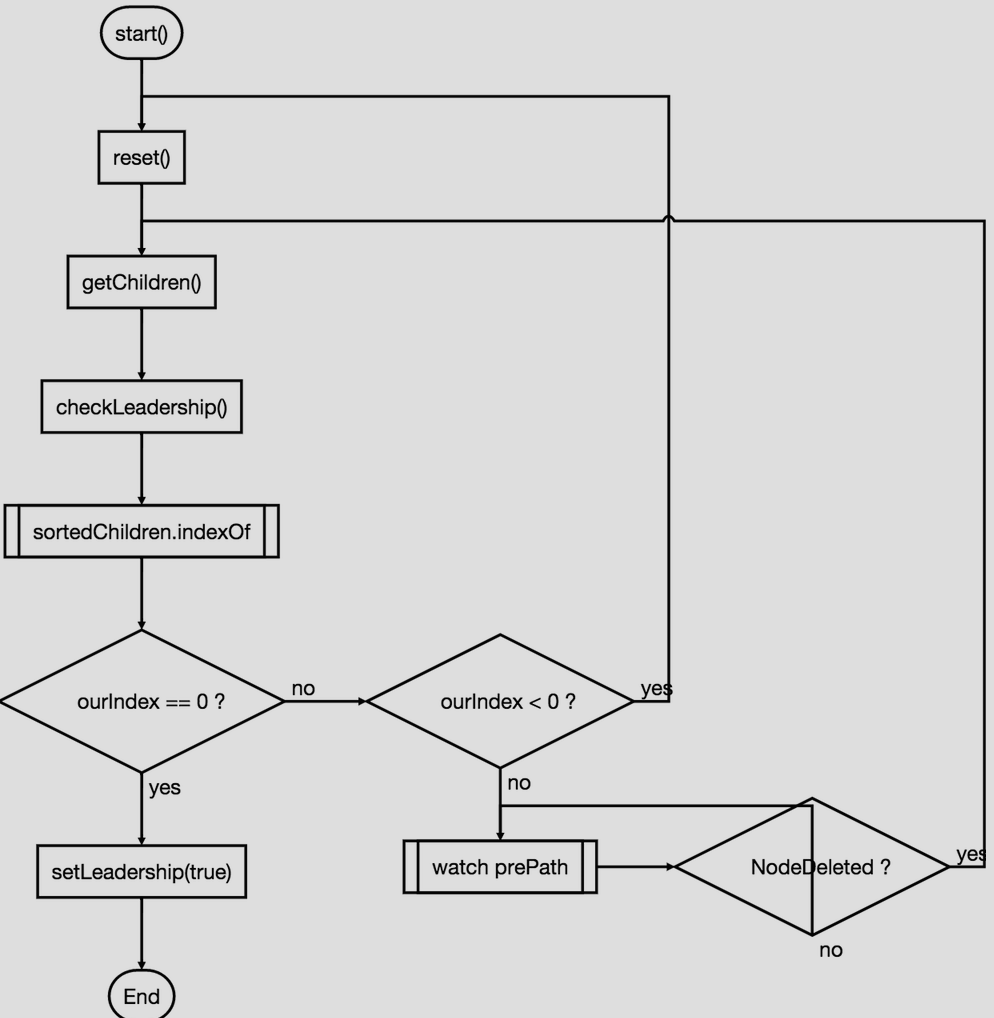 start()
reset()
getChildren()
checkLeadership()
sortedChildren.indexOf
ourIndex == 0 ?
no
ourIndex < 0 ?
yes
yes
no
setLeadership(true)
watch prePath
NodeDeleted ?
yes
no
End